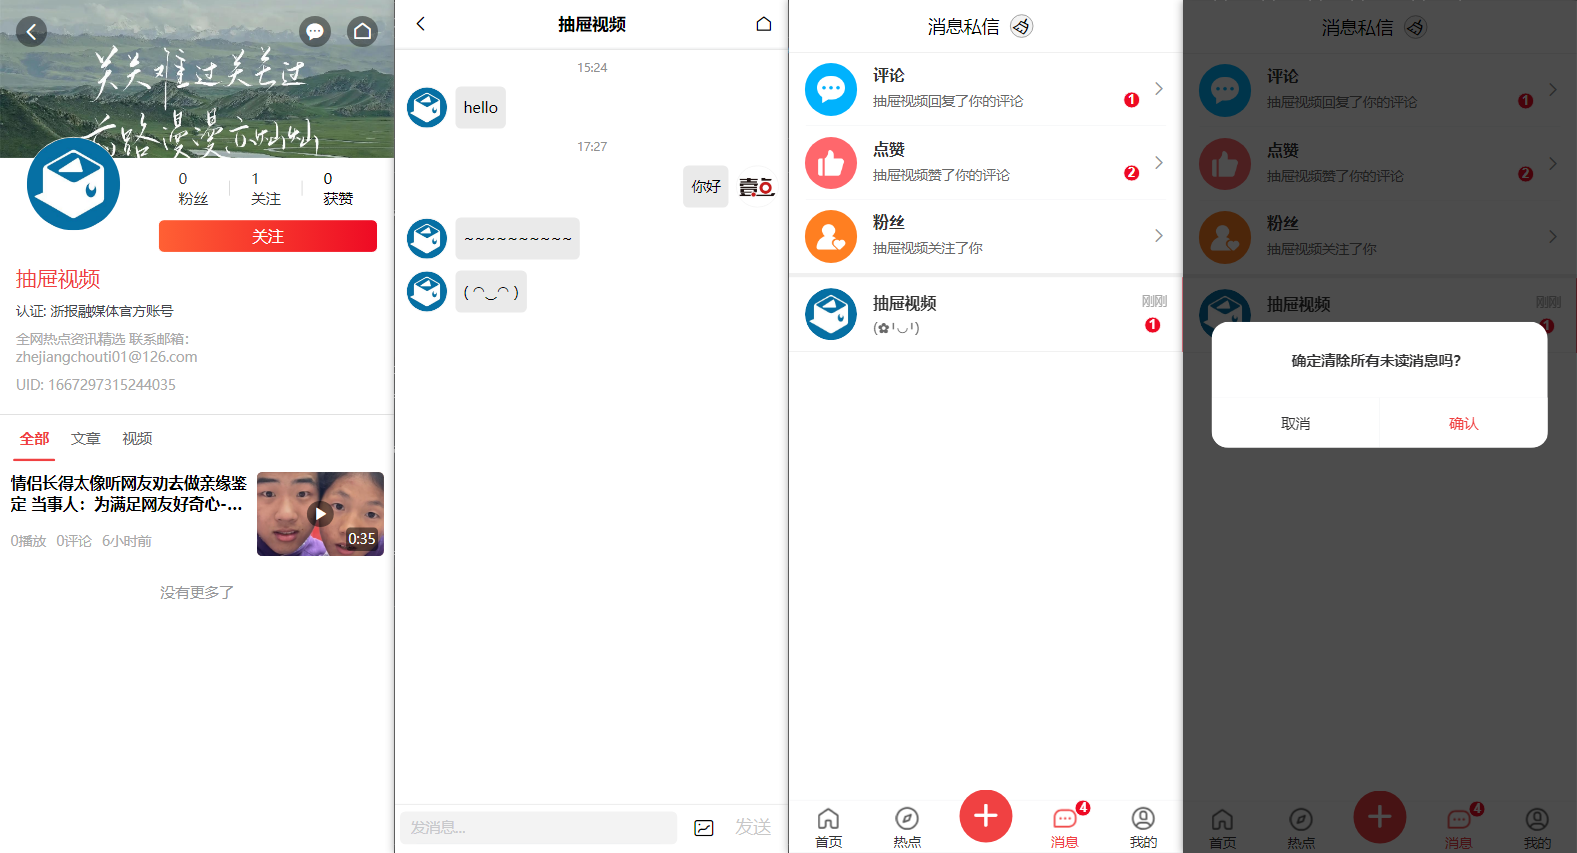 关关难过关关过
前路漫漫亦灿灿
0
粉丝
1
关注
0
获赞
关注
抽屉视频
认证: 浙报融媒体官方账号
全网热点资讯精选 联系邮箱：
zhejiangchouti01@126.com
UID: 1667297315244035
全部 文章 视频
情侣长得太像听网友劝去做亲缘鉴
定 当事人：为满足网友好奇心-...
0播放 0评论 6小时前
0:35
没有更多了
抽屉视频
15:24
hello
17:27
你好
壹点
~~~~~~~~~~
( ◠‿◠ )
发消息...
发送
消息私信
评论
抽屉视频回复了你的评论
1
点赞
抽屉视频赞了你的评论
2
粉丝
抽屉视频关注了你
抽屉视频
刚刚
(✿╹◡╹)
1
首页
热点
4
消息
我的
消息私信
评论
抽屉视频回复了你的评论
1
点赞
抽屉视频赞了你的评论
2
粉丝
抽屉视频关注了你
抽屉视频
刚刚
1
确定清除所有未读消息吗？
取消
确认
首页
热点
4
消息
我的